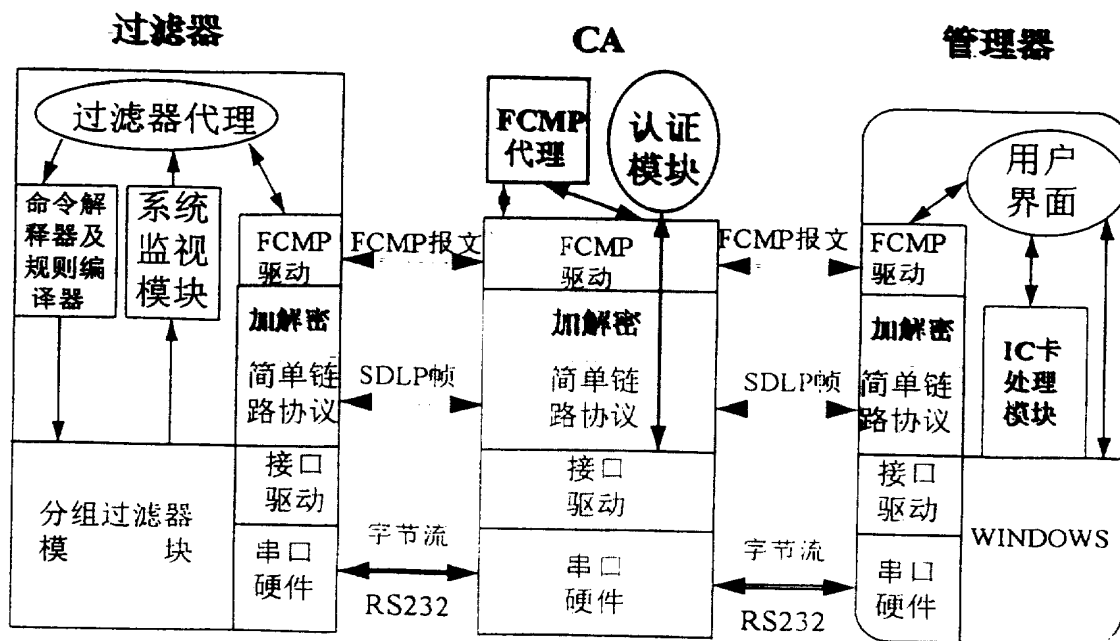 过滤器
CA
管理器
过滤器代理
命令解
释器及
规则编
译器
系统
监视
模块
FCMP
驱动
加解密
简单链
路协议
接口
驱动
串口
硬件
分组过滤器
模 块
FCMP报文
SDLP帧
字节流
RS232
FCMP
代理
认证
模块
FCMP
驱动
加解密
简单链
路协议
接口
驱动
串口
硬件
FCMP报文
SDLP帧
字节流
RS232
用户
界面
FCMP
驱动
加解密
简单链
路协议
接口
驱动
串口
硬件
IC卡
处理
模块
WINDOWS